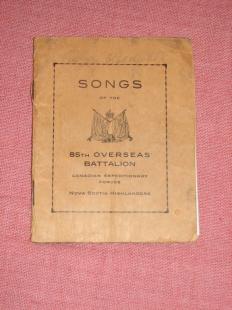 SONGS
OF THE
85TH OVERSEAS
BATTALION
CANADIAN EXPEDITIONARY
FORCES
NOVA SCOTIA HIGHLANDERS